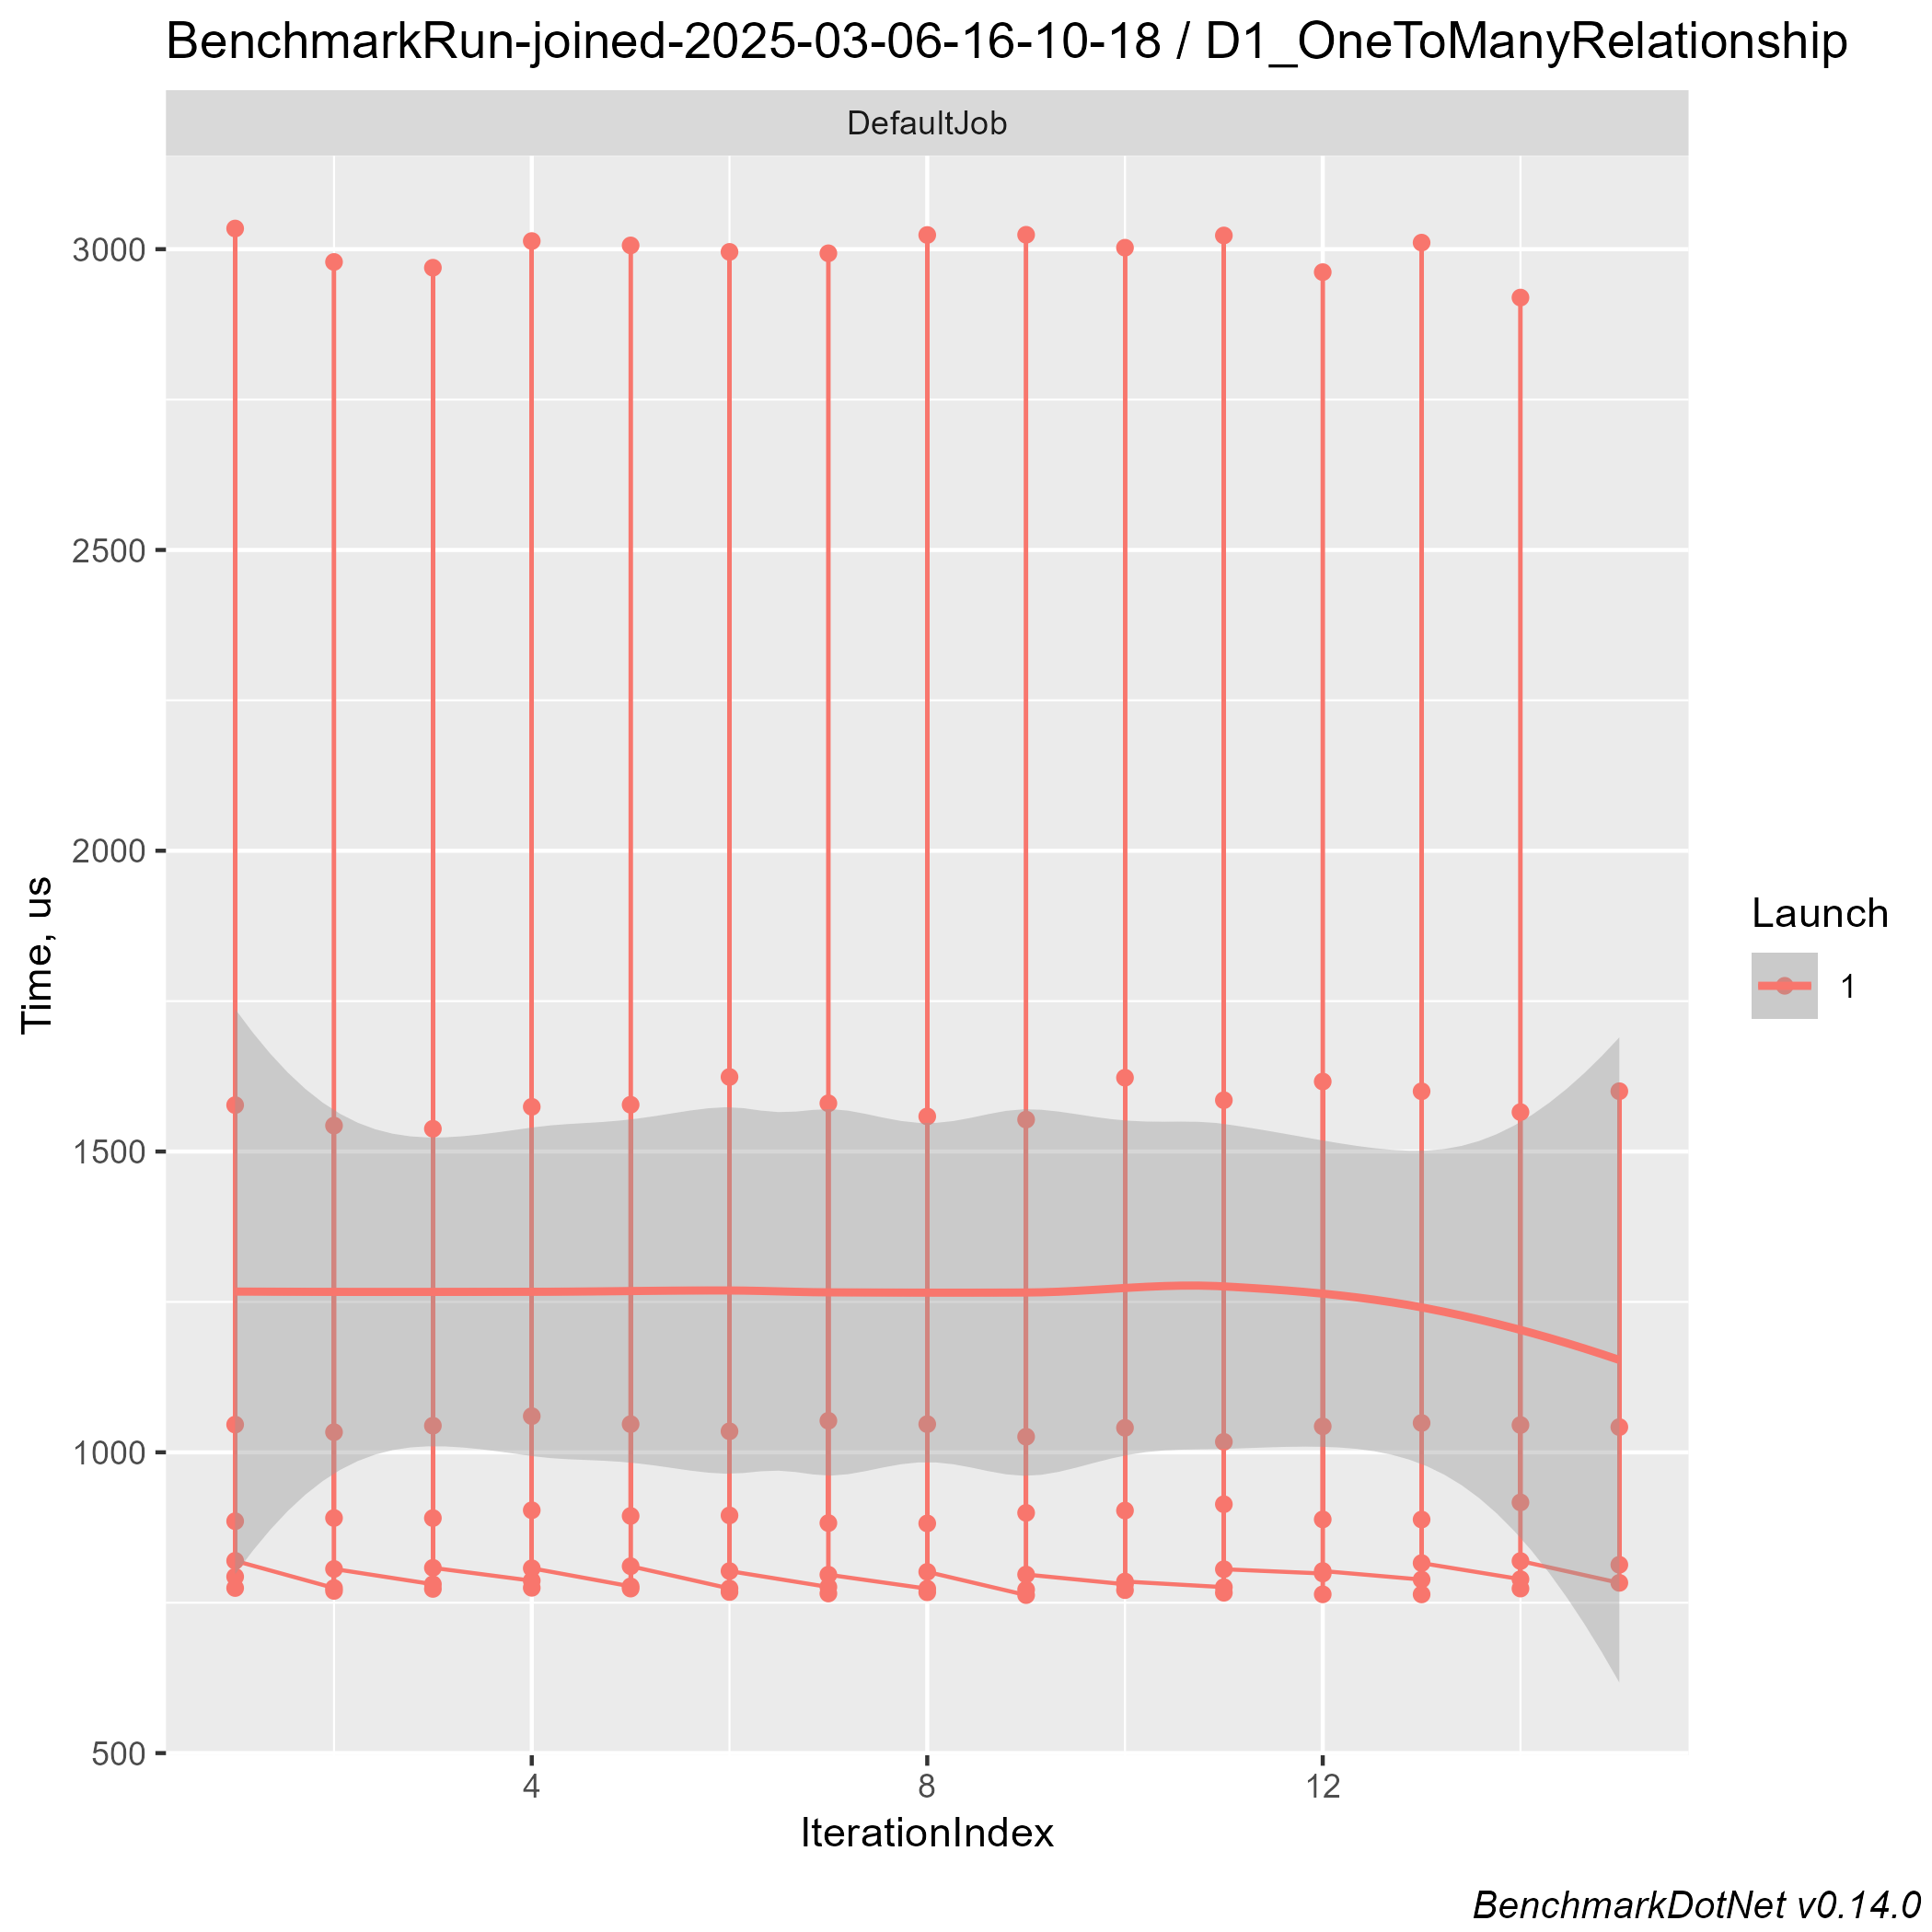 BenchmarkRun-joined-2025-03-06-16-10-18 / D1_OneToManyRelationship
DefaultJob
3000
2500
2000
1500
1000
500
Time, us
4
8
12
IterationIndex
Launch
1
BenchmarkDotNet v0.14.0